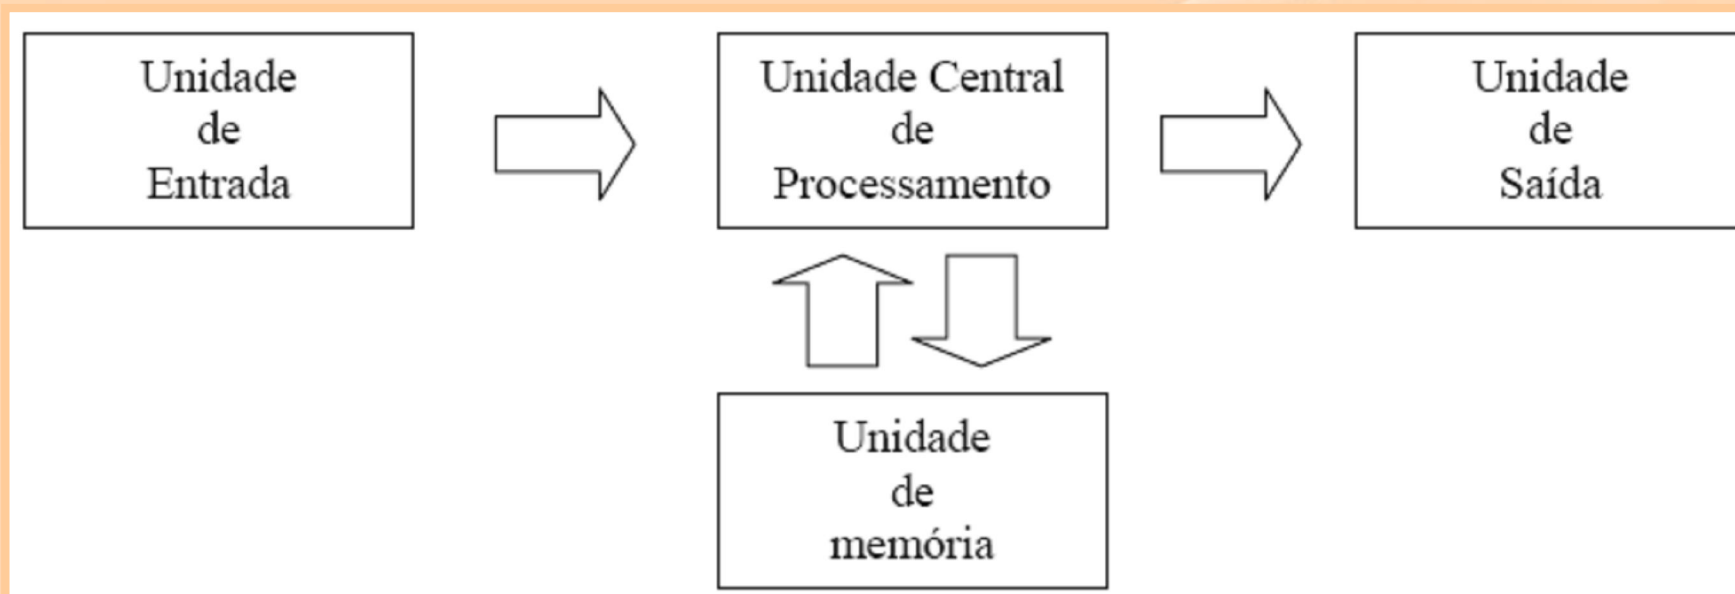 Unidade
de
Entrada
Unidade Central
de
Processamento
Unidade
de
Saída
Unidade
de
memória